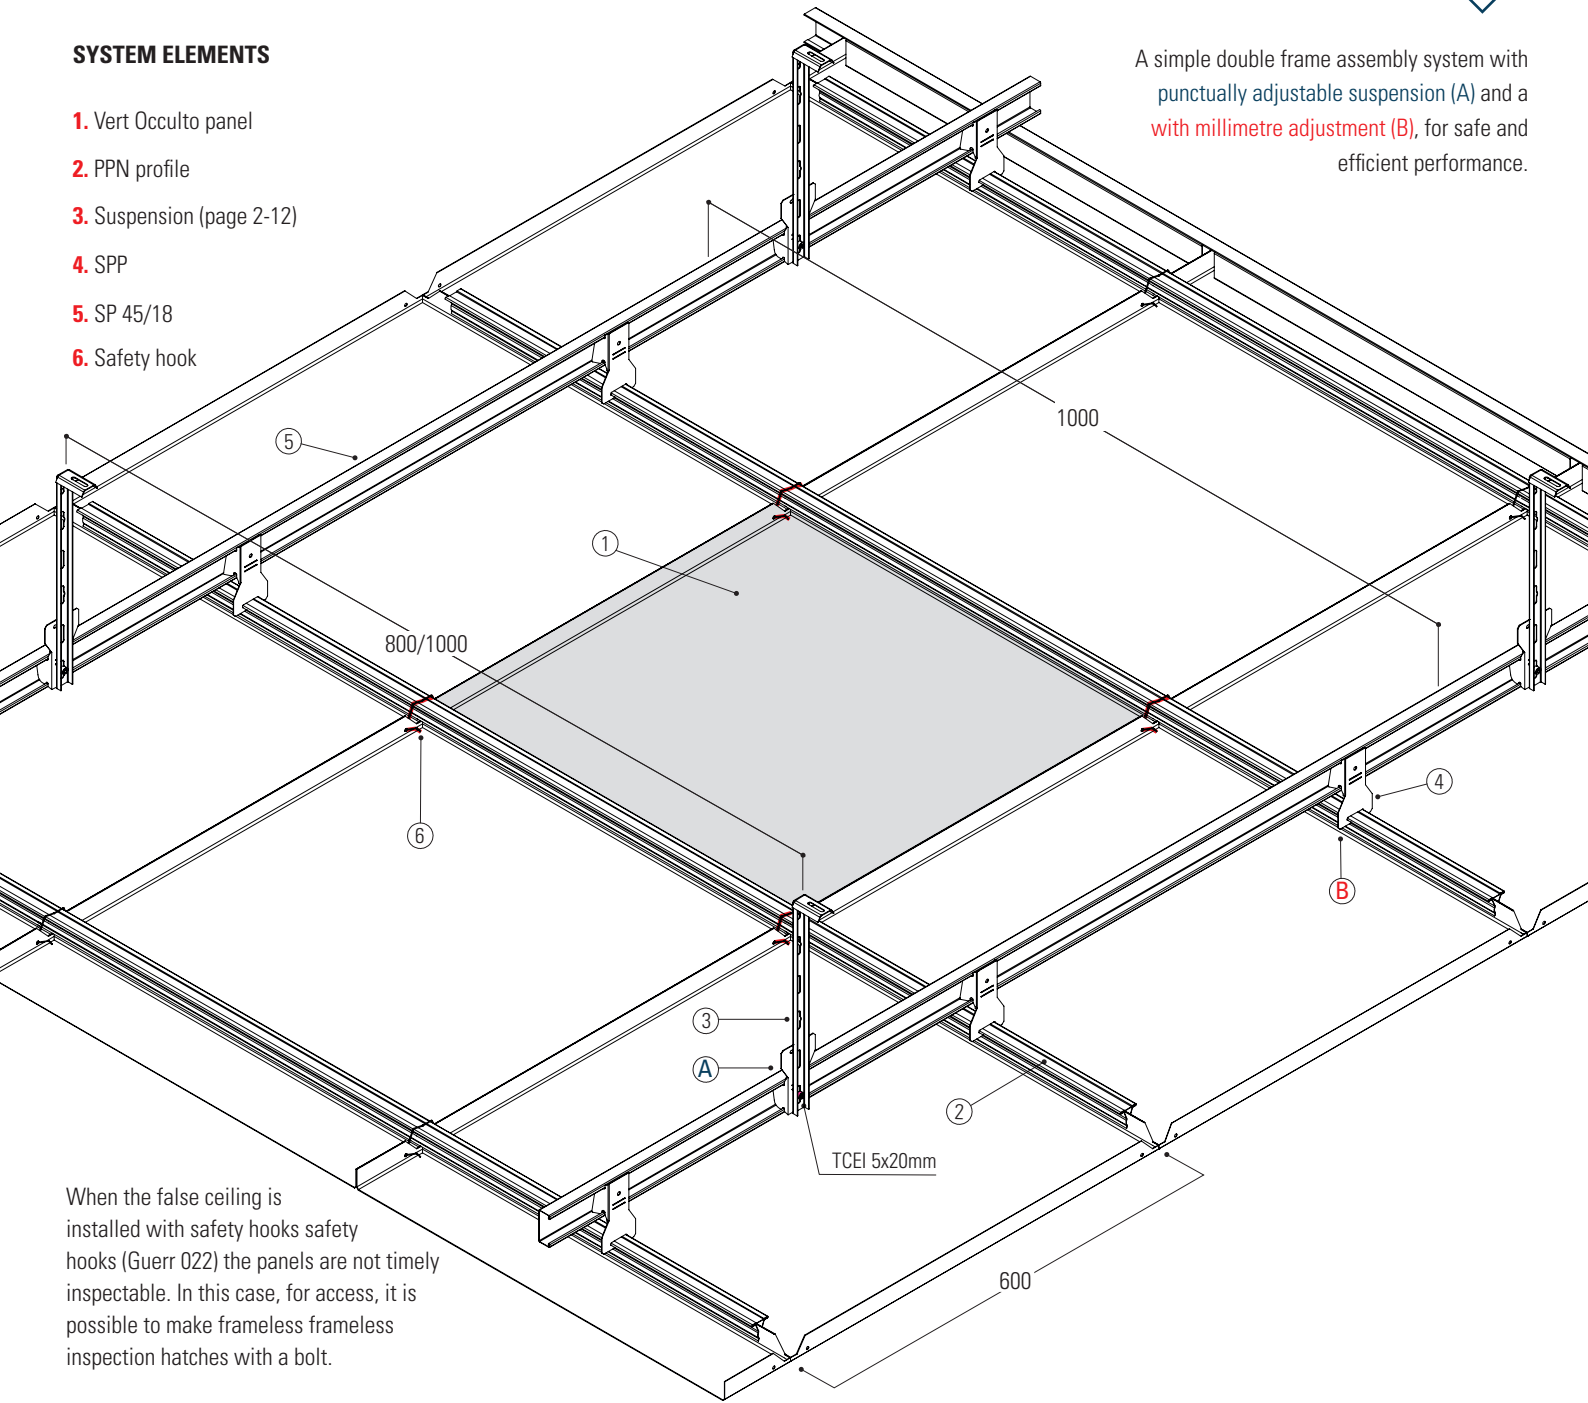 SYSTEM ELEMENTS
1. Vert Occulto panel
2. PPN profile
3. Suspension (page 2-12)
4. SPP
5. SP 45/18
6. Safety hook
A simple double frame assembly system with
punctually adjustable suspension (A) and a
with millimetre adjustment (B), for safe and
efficient performance.
5
1000
1
800/1000
4
6
B
3
A
2
TCEI 5x20mm
600
When the false ceiling is
installed with safety hooks safety
hooks (Guerr 022) the panels are not timely
inspectable. In this case, for access, it is
possible to make frameless frameless
inspection hatches with a bolt.